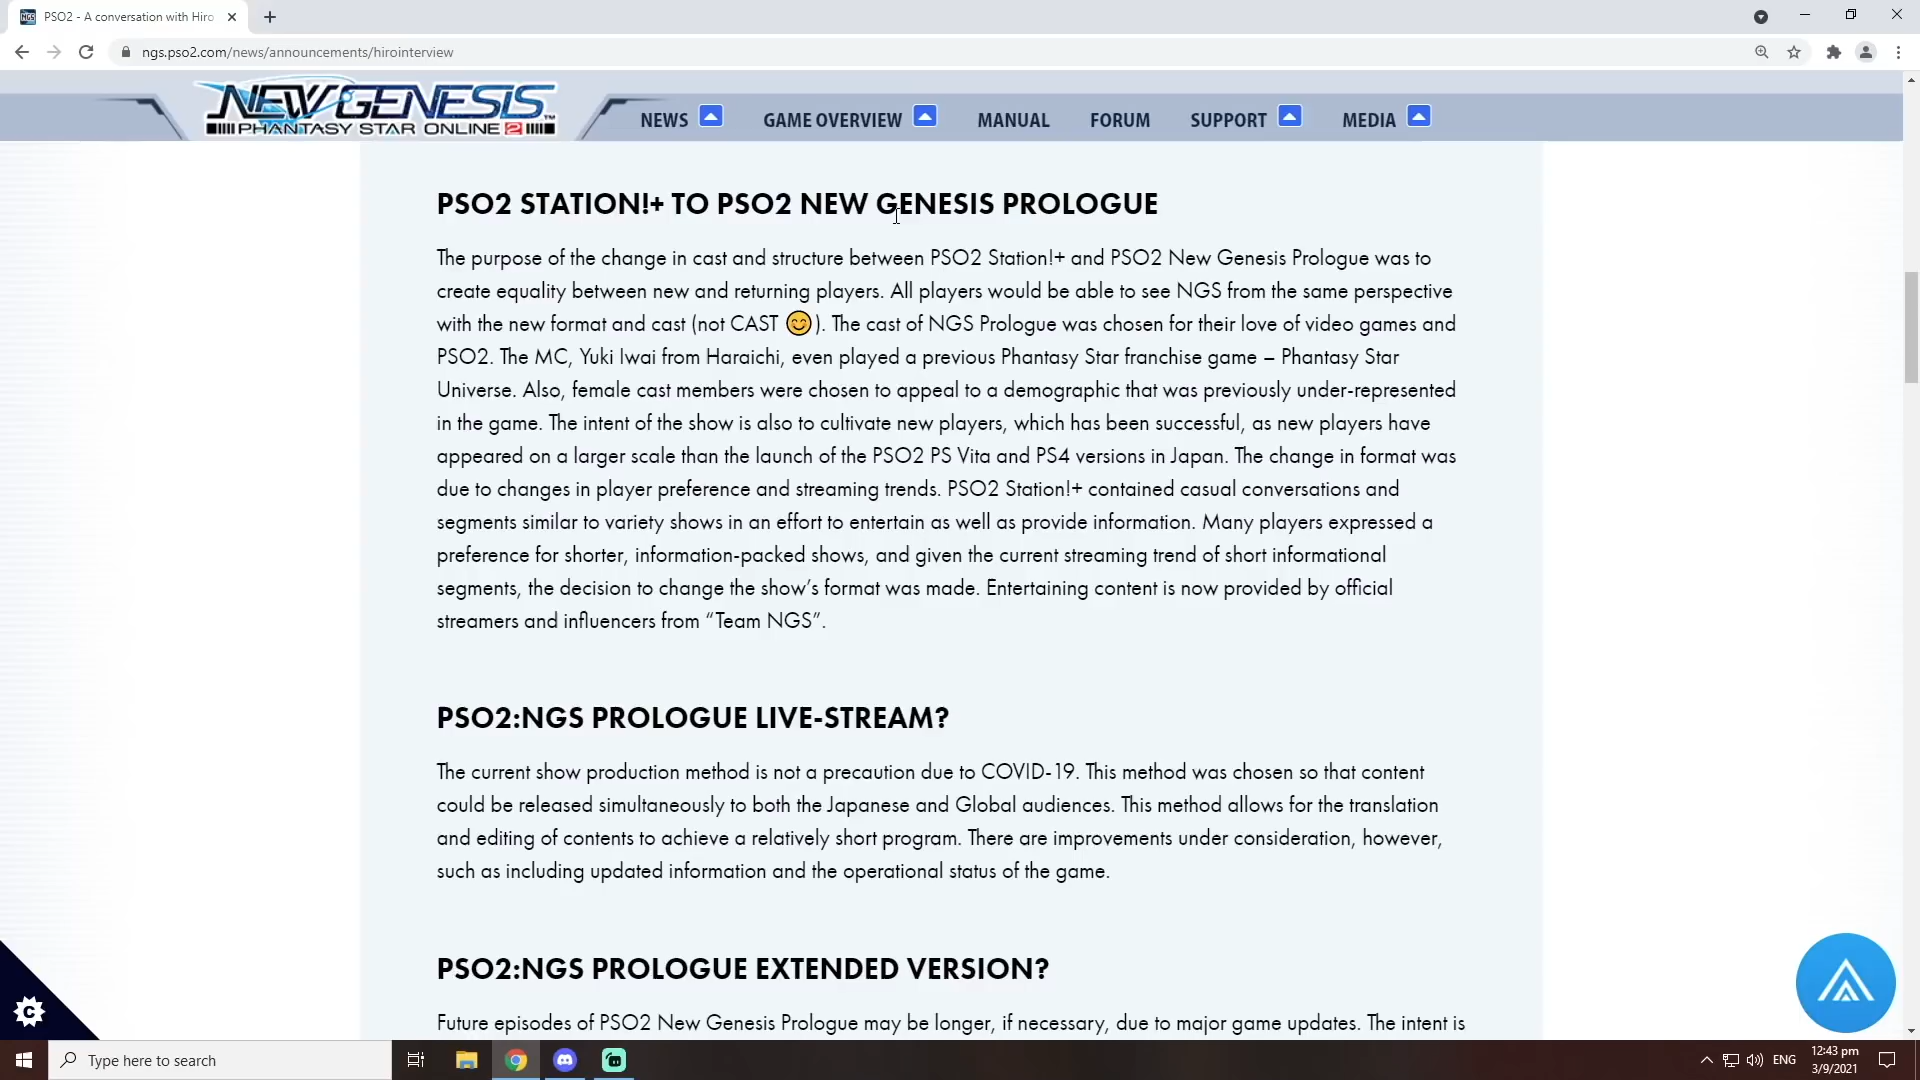 PSO2 - A conversation with Hiro
ngs.pso2.com/news/announcements/hirointerview
NEW GENESIS
PHANTASY STAR ONLINE 2
NEWS GAME OVERVIEW MANUAL FORUM SUPPORT MEDIA
PSO2 STATION!+ TO PSO2 NEW GENESIS PROLOGUE
The purpose of the change in cast and structure between PSO2 Station!+ and PSO2 New Genesis Prologue was to
create equality between new and returning players. All players would be able to see NGS from the same perspective
with the new format and cast (not CAST 😊). The cast of NGS Prologue was chosen for their love of video games and
PSO2. The MC, Yuki Iwai from Haraichi, even played a previous Phantasy Star franchise game – Phantasy Star
Universe. Also, female cast members were chosen to appeal to a demographic that was previously under-represented
in the game. The intent of the show is also to cultivate new players, which has been successful, as new players have
appeared on a larger scale than the launch of the PSO2 PS Vita and PS4 versions in Japan. The change in format was
due to changes in player preference and streaming trends. PSO2 Station!+ contained casual conversations and
segments similar to variety shows in an effort to entertain as well as provide information. Many players expressed a
preference for shorter, information-packed shows, and given the current streaming trend of short informational
segments, the decision to change the show’s format was made. Entertaining content is now provided by official
streamers and influencers from “Team NGS”.
PSO2:NGS PROLOGUE LIVE-STREAM?
The current show production method is not a precaution due to COVID-19. This method was chosen so that content
could be released simultaneously to both the Japanese and Global audiences. This method allows for the translation
and editing of contents to achieve a relatively short program. There are improvements under consideration, however,
such as including updated information and the operational status of the game.
PSO2:NGS PROLOGUE EXTENDED VERSION?
Future episodes of PSO2 New Genesis Prologue may be longer, if necessary, due to major game updates. The intent is
Type here to search
ENG
12:43 pm
3/9/2021